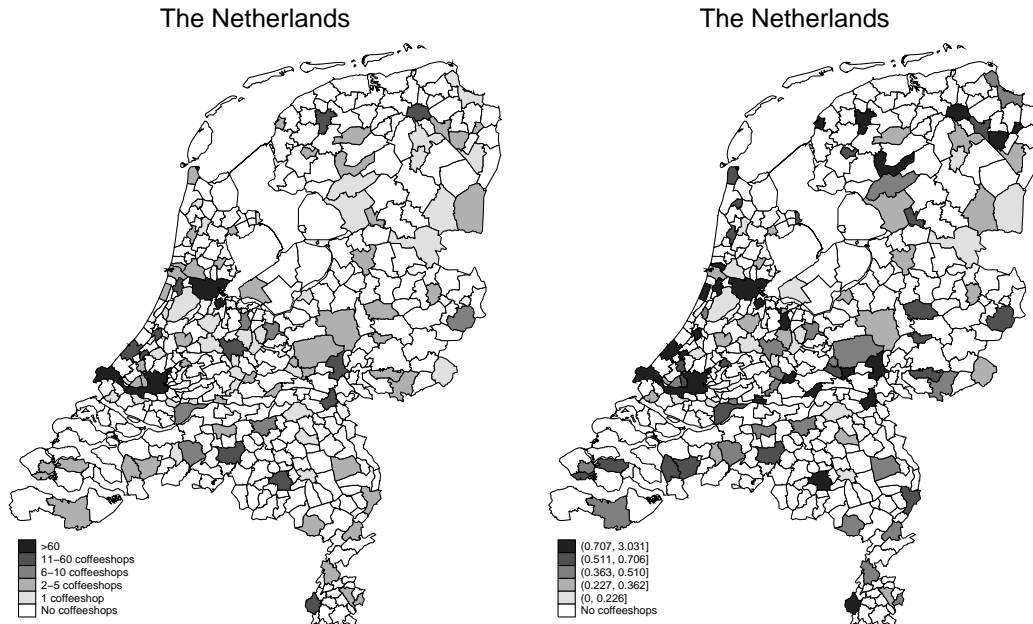 The Netherlands
>60
11−60 coffeeshops
6−10 coffeeshops
2−5 coffeeshops
1 coffeeshop
No coffeeshops
The Netherlands
(0.707, 3.031]
(0.511, 0.706]
(0.363, 0.510]
(0.227, 0.362]
(0, 0.226]
No coffeeshops